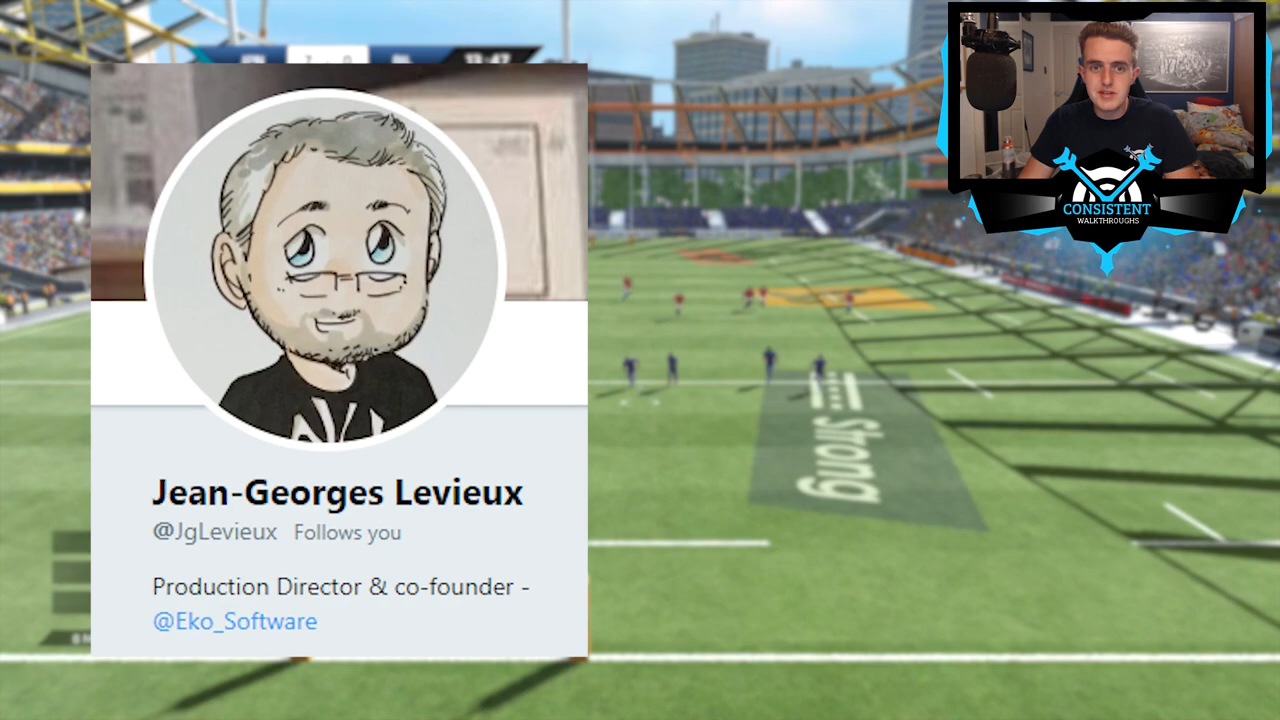 CONSISTENT
WALKTHROUGHS
Strong
Jean-Georges Levieux
@JgLevieux Follows you
Production Director & co-founder -
@Eko_Software